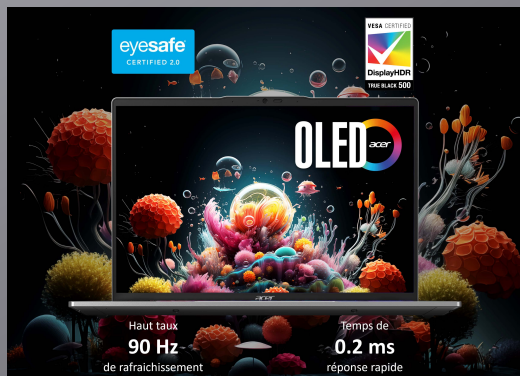 eyesafe
CERTIFIED 2.0
VESA CERTIFIED
DisplayHDR
TRUE BLACK 500
OLED
acer
acer
Haut taux
90 Hz
de rafraichissement
Temps de
0.2 ms
réponse rapide